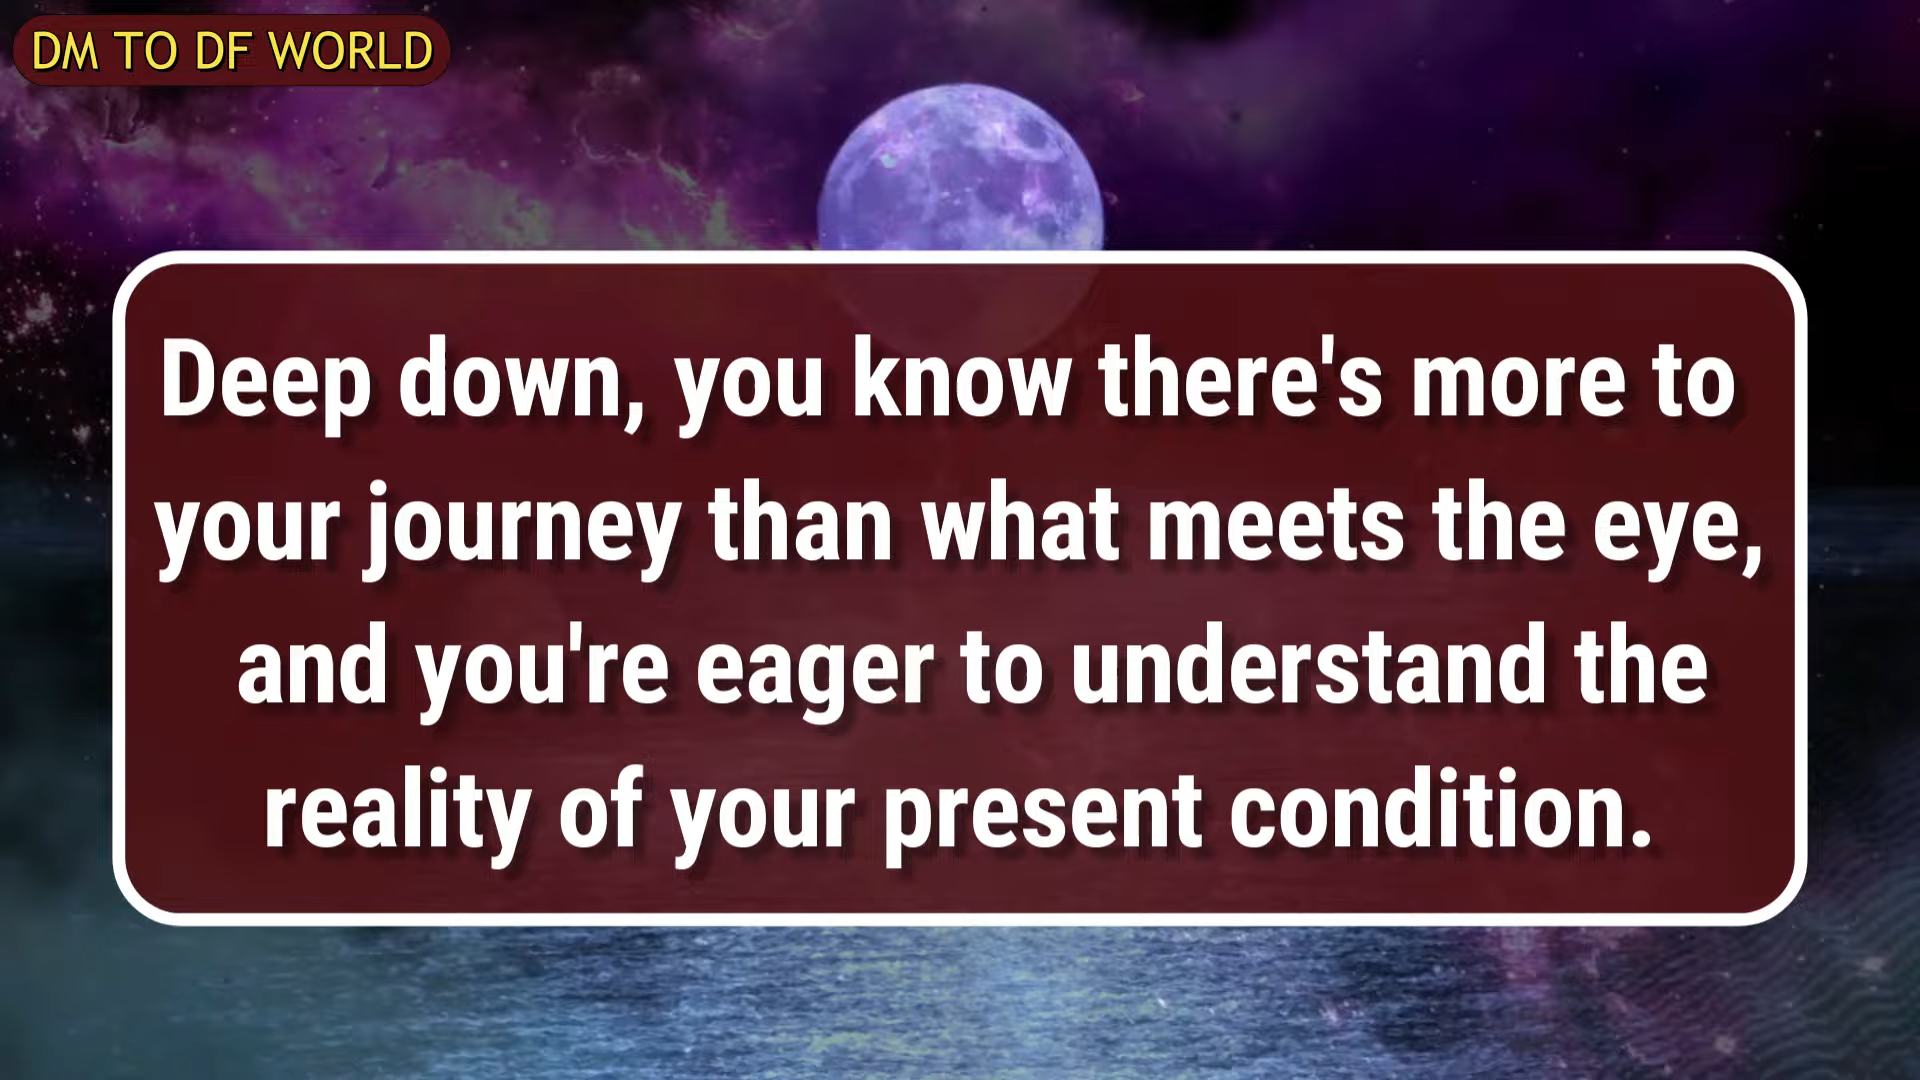 DM TO DF WORLD
Deep down, you know there's more to
your journey than what meets the eye,
and you're eager to understand the
reality of your present condition.